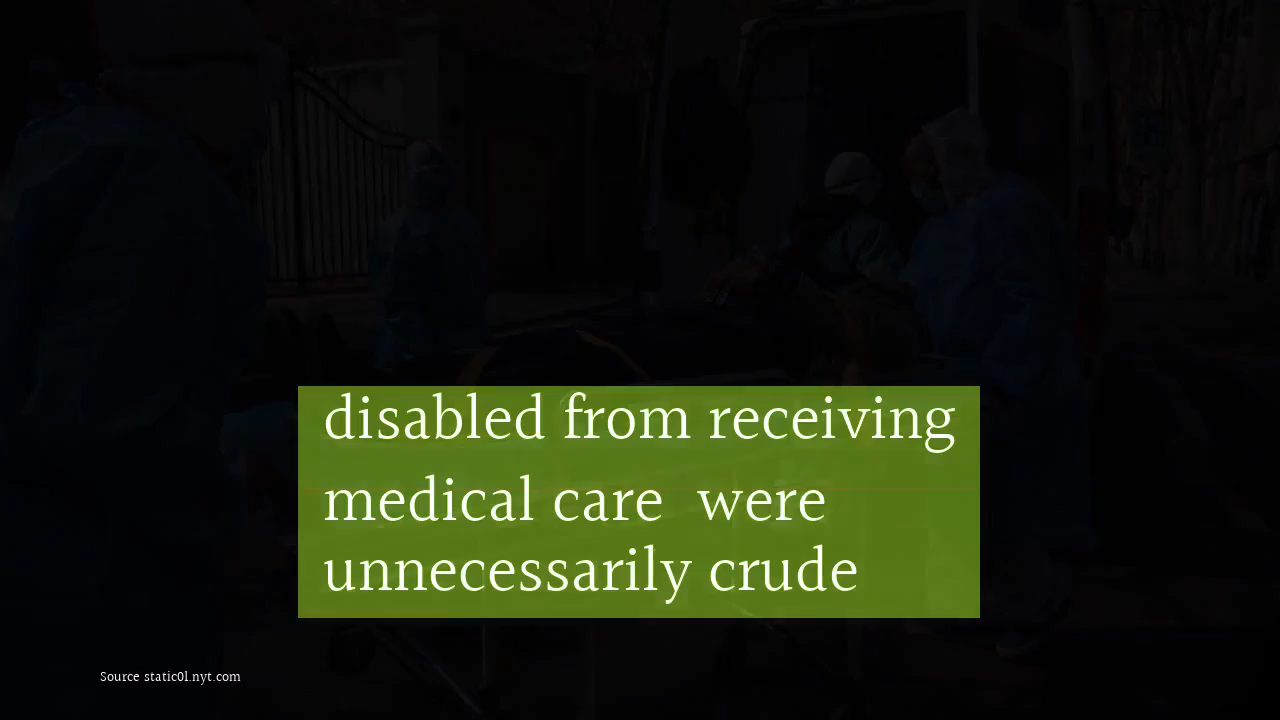 disabled from receiving
medical care were
unnecessarily crude
Source static01.nyt.com